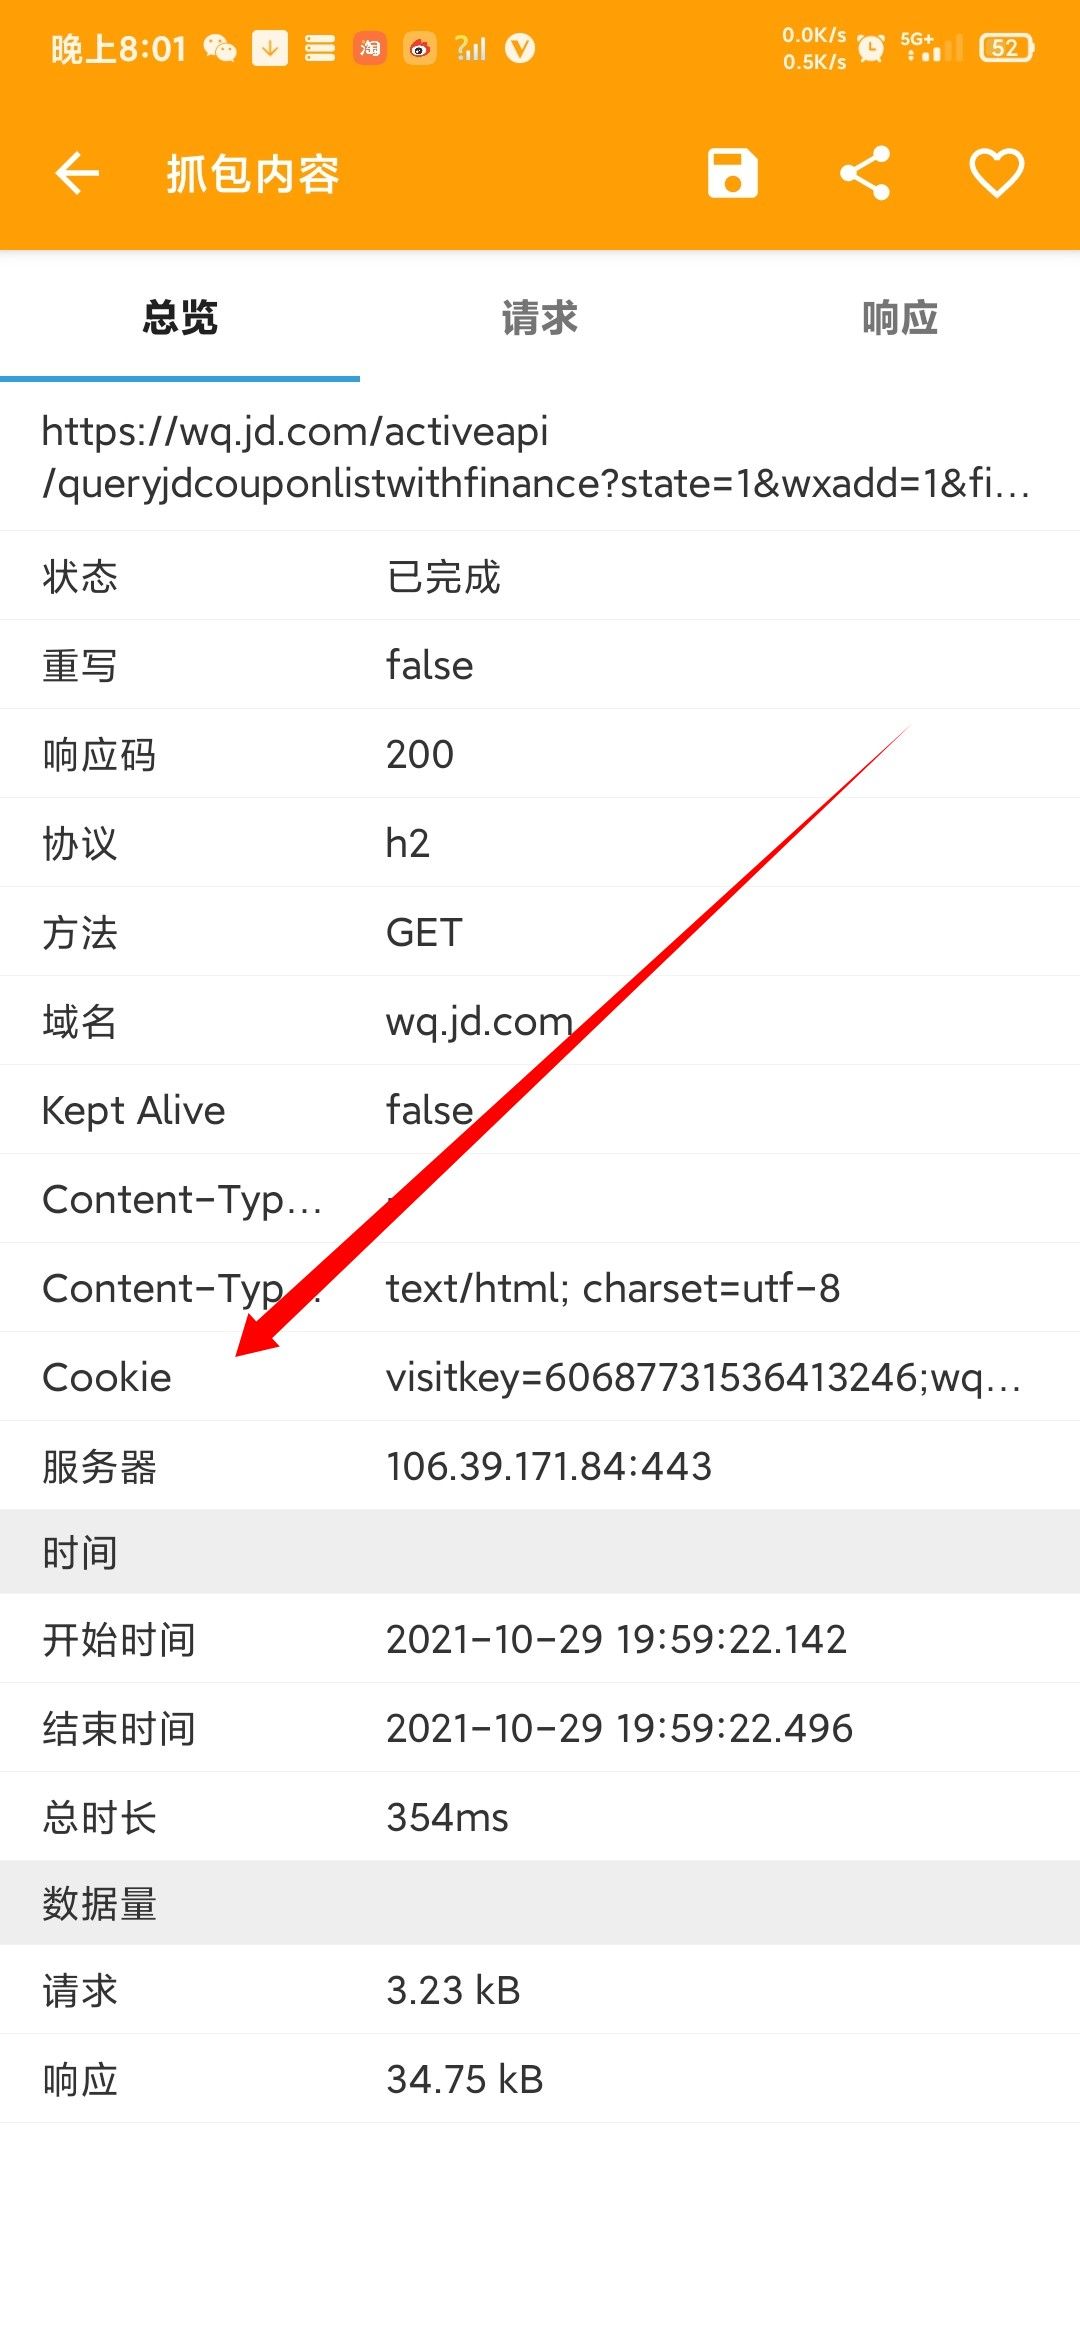 晚上8:01
淘
0.0K/s
0.5K/s
5G+
52
抓包内容
总览 请求 响应
https://wq.jd.com/activeapi
/queryjdcouponlistwithfinance?state=1&wxadd=1&fi...
状态 已完成
重写 false
响应码 200
协议 h2
方法 GET
域名 wq.jd.com
Kept Alive false
Content-Typ...
Content-Typ... text/html; charset=utf-8
Cookie visitkey=60687731536413246;wq...
服务器 106.39.171.84:443
时间
开始时间 2021-10-29 19:59:22.142
结束时间 2021-10-29 19:59:22.496
总时长 354ms
数据量
请求 3.23 kB
响应 34.75 kB